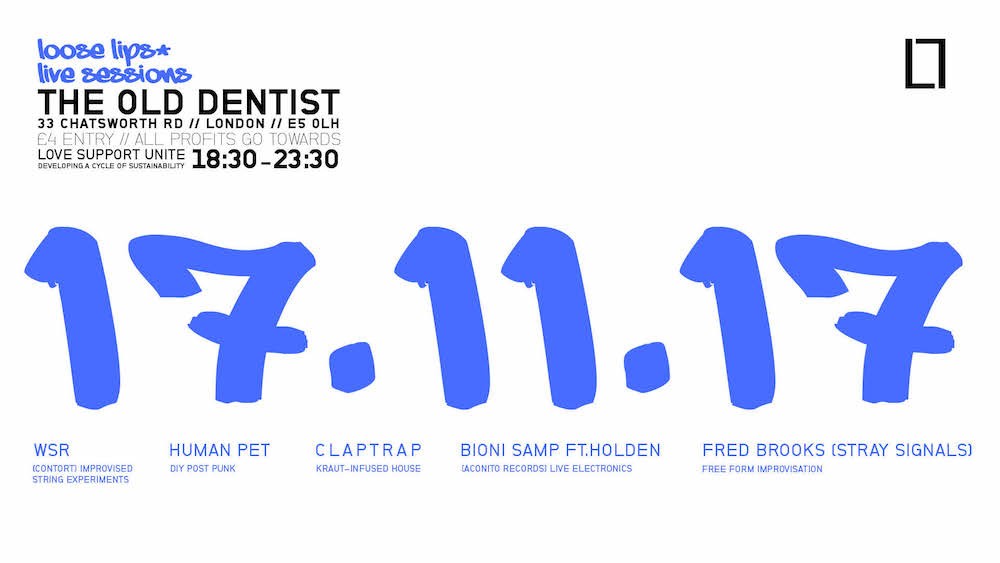 loose lips*
live sessions
THE OLD DENTIST
33 CHATSWORTH RD // LONDON // E5 0LH
£4 ENTRY // ALL PROFITS GO TOWARDS
LOVE SUPPORT UNITE 18:30-23:30
DEVELOPING A CYCLE OF SUSTAINABILITY
17.11.17
WSR
(CONTORT) IMPROVISED
STRING EXPERIMENTS
HUMAN PET
DIY POST PUNK
CLAPTRAP
KRAUT-INFUSED HOUSE
BIONI SAMP FT.HOLDEN
(ACONITO RECORDS) LIVE ELECTRONICS
FRED BROOKS (STRAY SIGNALS)
FREE FORM IMPROVISATION